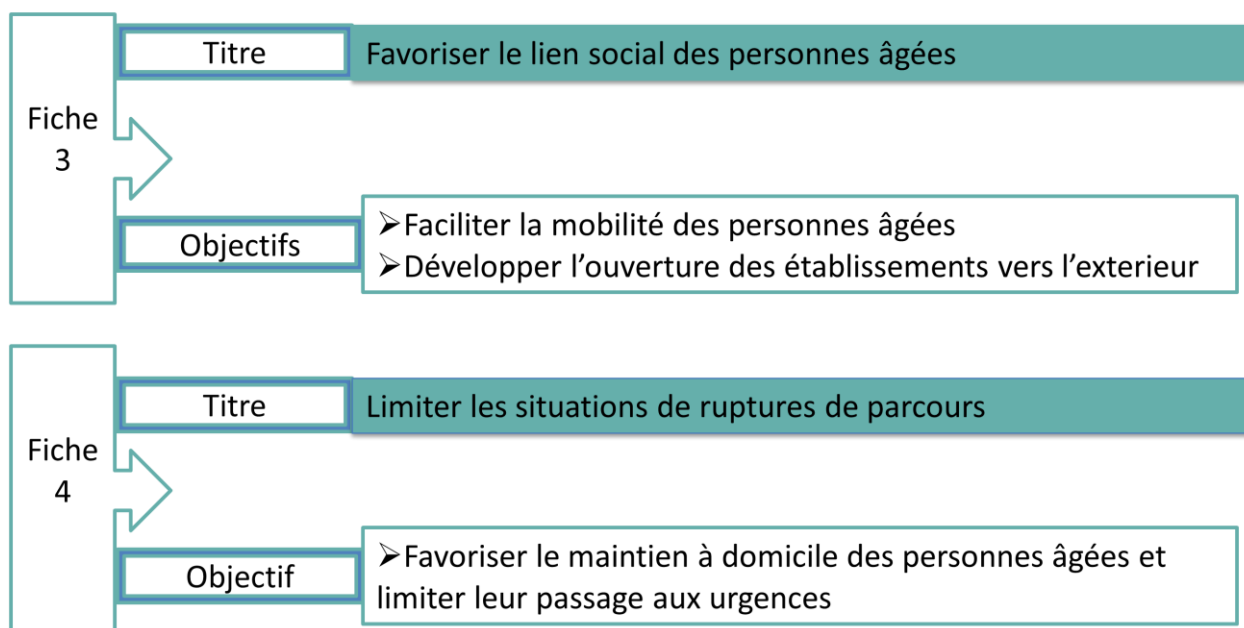 Fiche
3
Titre
Favoriser le lien social des personnes âgées
Objectifs
➢Faciliter la mobilité des personnes âgées
➢Développer l’ouverture des établissements vers l’exterieur
Fiche
4
Titre
Limiter les situations de ruptures de parcours
Objectif
➢Favoriser le maintien à domicile des personnes âgées et
limiter leur passage aux urgences